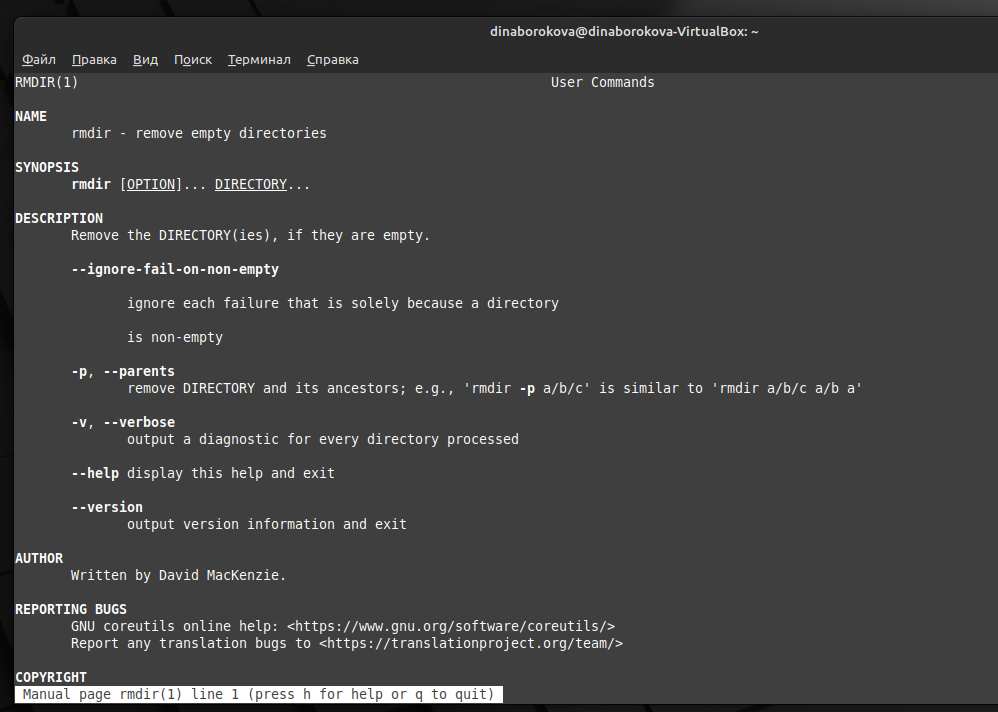 dinaborokova@dinaborokova-VirtualBox: ~
Файл Правка Вид Поиск Терминал Справка
RMDIR(1) User Commands
NAME
rmdir - remove empty directories
SYNOPSIS
rmdir [OPTION]... DIRECTORY...
DESCRIPTION
Remove the DIRECTORY(ies), if they are empty.
--ignore-fail-on-non-empty
ignore each failure that is solely because a directory
is non-empty
-p, --parents
remove DIRECTORY and its ancestors; e.g., 'rmdir -p a/b/c' is similar to 'rmdir a/b/c a/b a'
-v, --verbose
output a diagnostic for every directory processed
--help display this help and exit
--version
output version information and exit
AUTHOR
Written by David MacKenzie.
REPORTING BUGS
GNU coreutils online help: <https://www.gnu.org/software/coreutils/>
Report any translation bugs to <https://translationproject.org/team/>
COPYRIGHT
Manual page rmdir(1) line 1 (press h for help or q to quit)